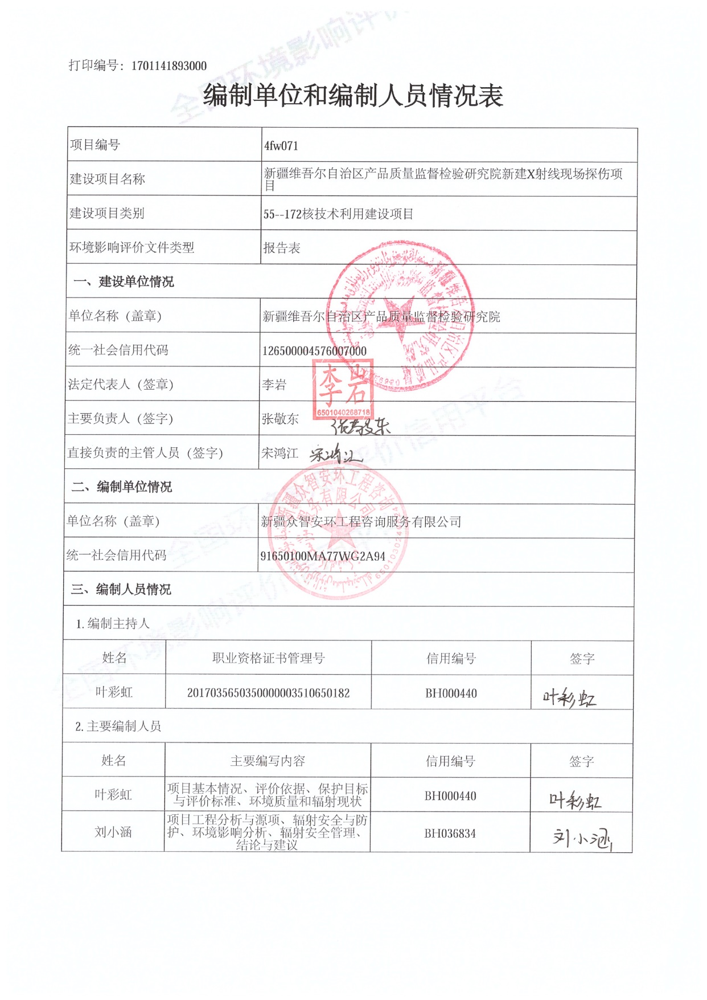 打印编号：1701141893000
编制单位和编制人员情况表
项目编号 4fw071
建设项目名称 新疆维吾尔自治区产品质量监督检验研究院新建X射线现场探伤项
目
建设项目类别 55--172核技术利用建设项目
环境影响评价文件类型 报告表
一、建设单位情况
单位名称（盖章） 新疆维吾尔自治区产品质量监督检验研究院
统一社会信用代码 126500004576007000
法定代表人（签章） 李岩
李岩
6501040268718
主要负责人（签字） 张敬东 张敬东
直接负责的主管人员（签字） 宋鸿江 宋鸿江
二、编制单位情况
单位名称（盖章） 新疆众智安环工程咨询服务有限公司
新疆众智安环工程咨询
服务有限公司
统一社会信用代码 91650100MA77WG2A94
三、编制人员情况
1.编制主持人
姓名 职业资格证书管理号 信用编号 签字
叶彩虹 2017035650350000003510650182 BH000440 叶彩虹
2.主要编制人员
姓名 主要编写内容 信用编号 签字
叶彩虹 项目基本情况、评价依据、保护目标
与评价标准、环境质量和辐射现状 BH000440 叶彩虹
刘小涵 项目工程分析与源项、辐射安全与防
护、环境影响分析、辐射安全管理、 BH036834 刘小涵
结论与建议